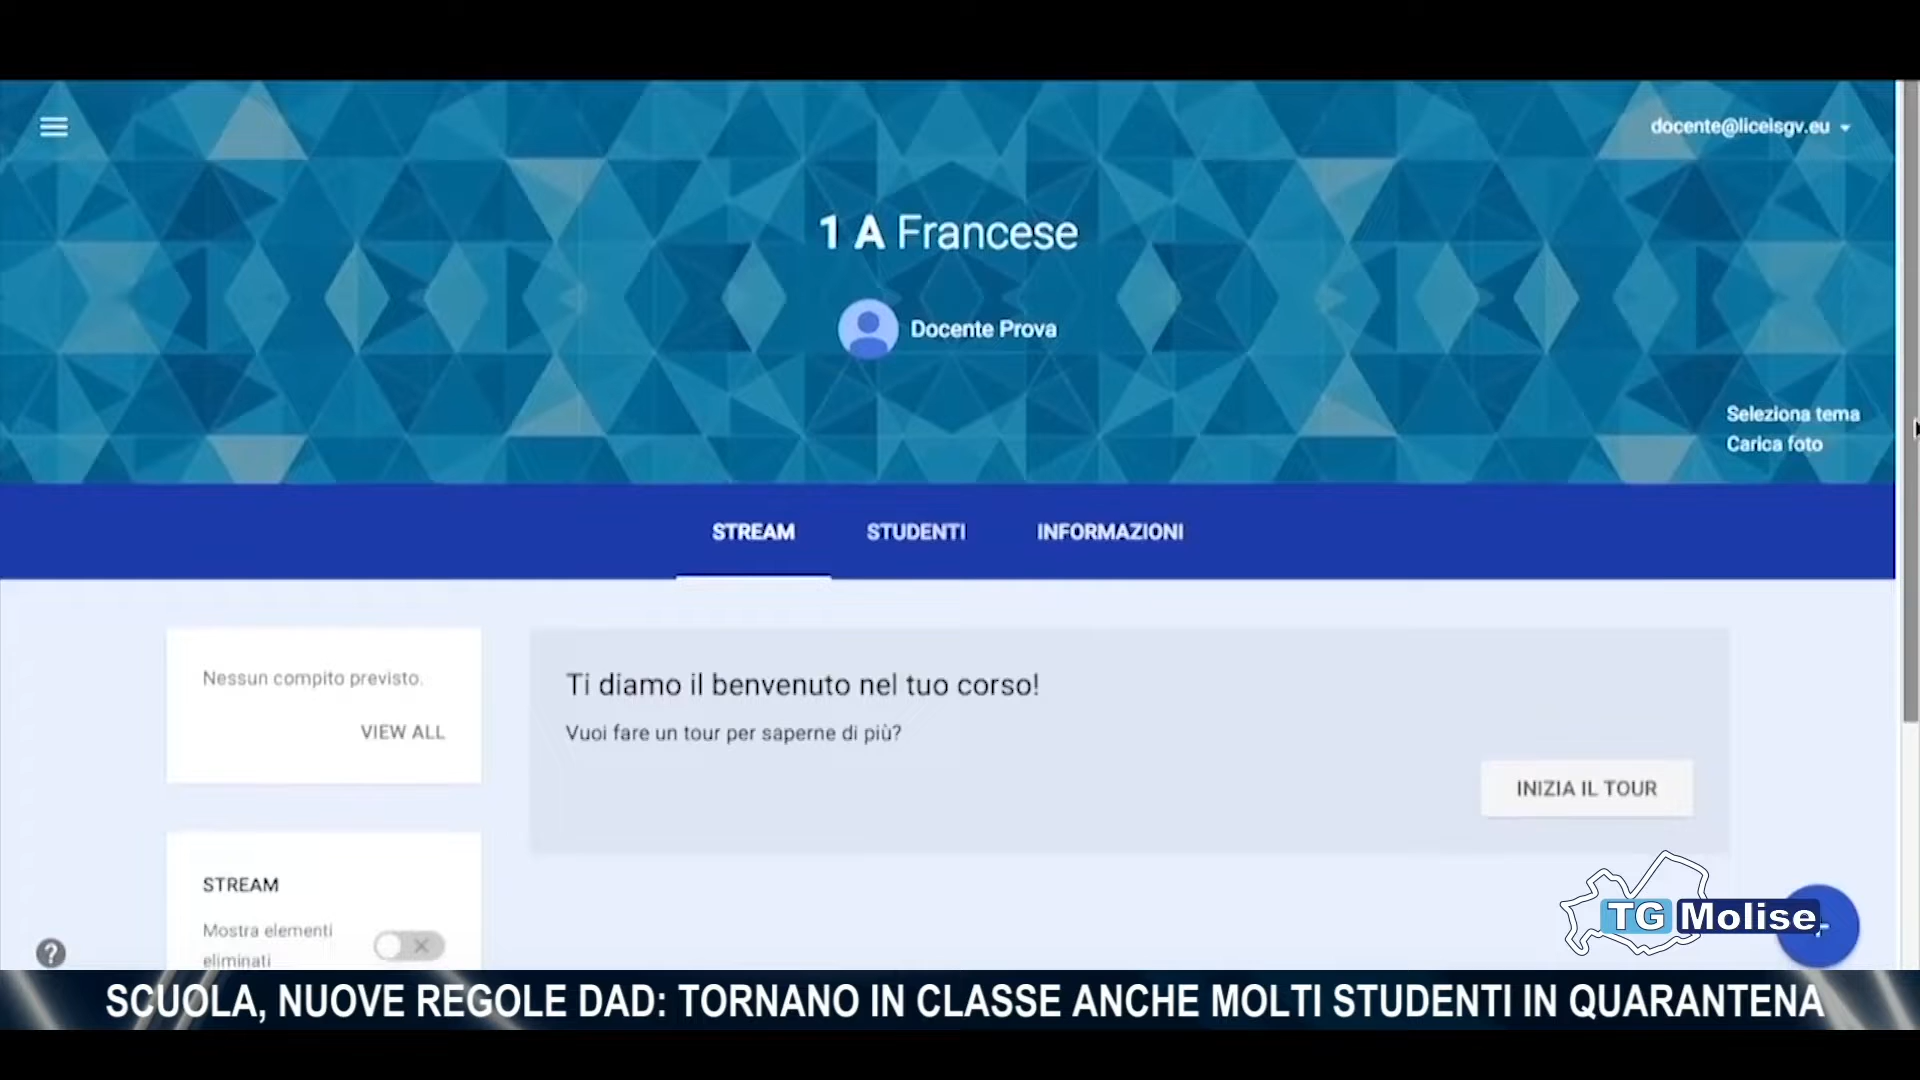 docente@liceisgv.eu
1 A Francese
Docente Prova
Seleziona tema
Carica foto
STREAM
STUDENTI
INFORMAZIONI
Nessun compito previsto.
VIEW ALL
Ti diamo il benvenuto nel tuo corso!
Vuoi fare un tour per saperne di più?
INIZIA IL TOUR
STREAM
Mostra elementi
eliminati
TG Molise
SCUOLA, NUOVE REGOLE DAD: TORNANO IN CLASSE ANCHE MOLTI STUDENTI IN QUARANTENA